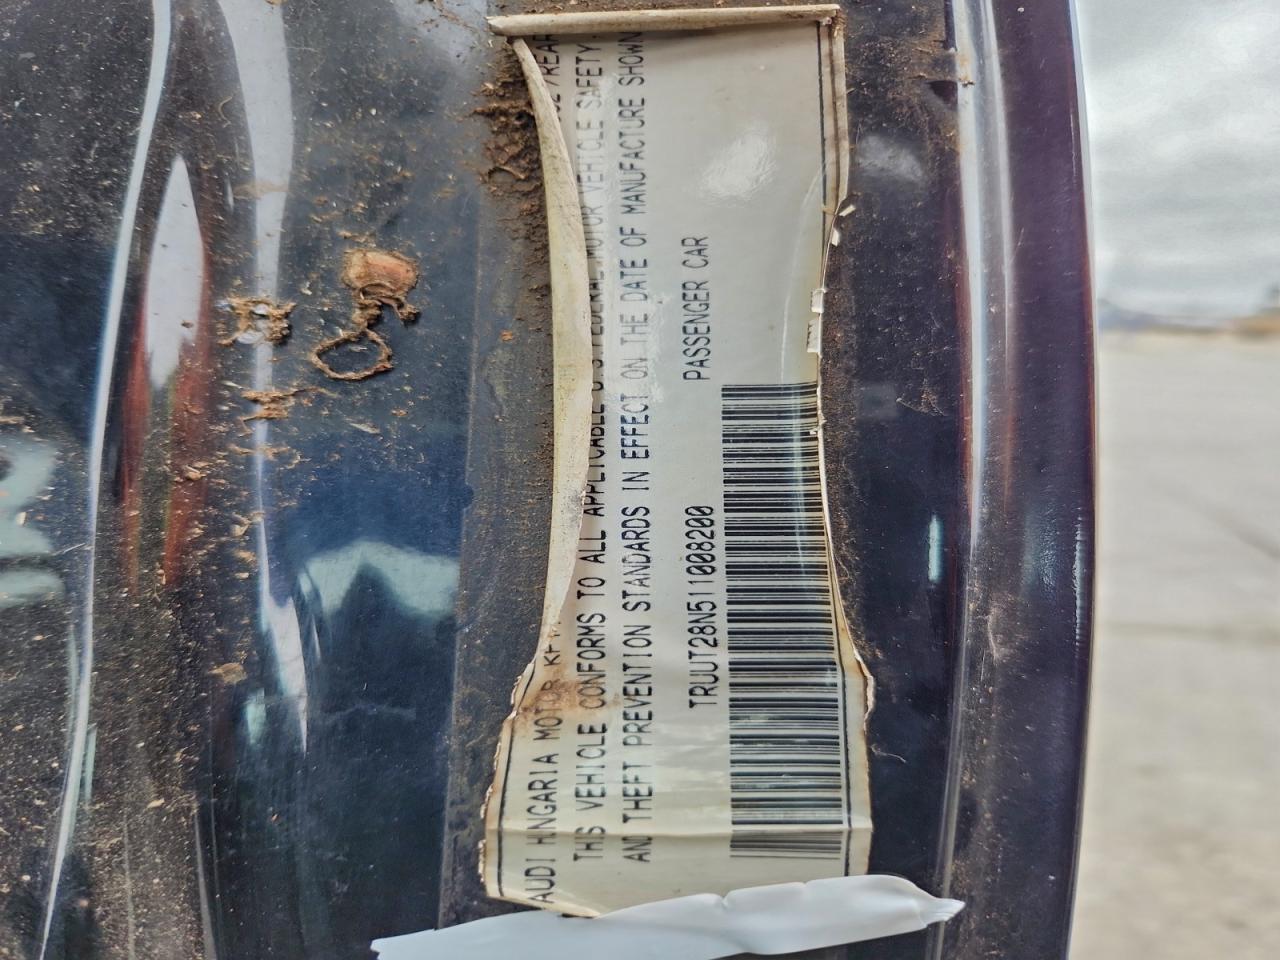 AUDI HUNGARIA MOTOR /REAR
THIS VEHICLE CONFORMS TO ALL APPLICABLE U.S. FEDERAL MOTOR VEHICLE SAFETY
AND THEFT PREVENTION STANDARDS IN EFFECT ON THE DATE OF MANUFACTURE SHOWN
TRUUT28N511008200 PASSENGER CAR